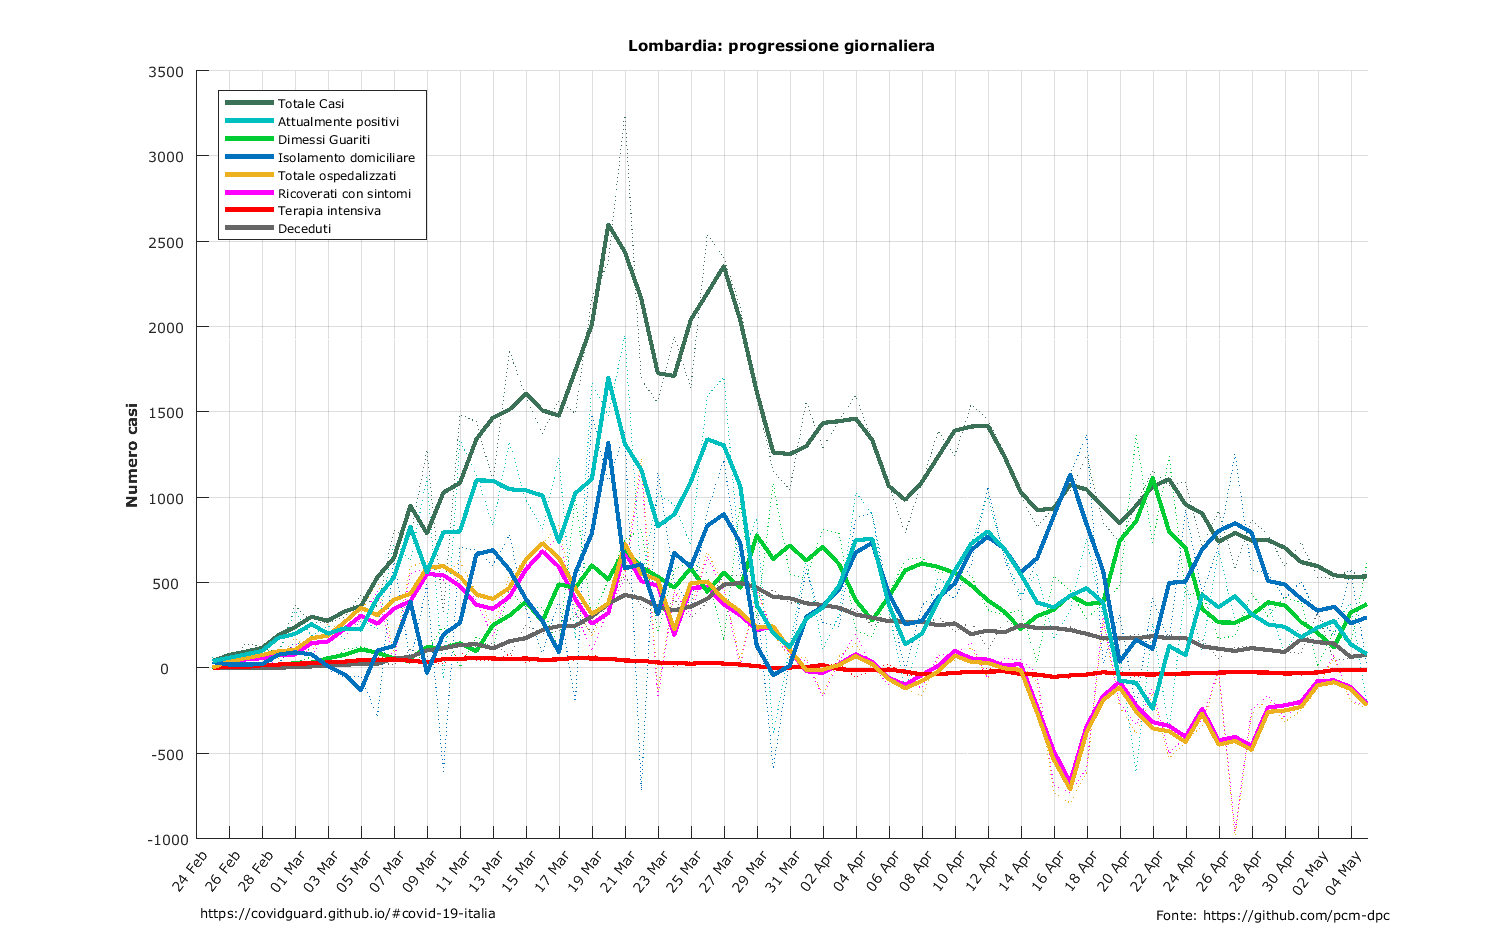 Lombardia: progressione giornaliera
3500
3000
2500
2000
1500
1000
500
0
-500
-1000
Numero casi
Totale Casi
Attualmente positivi
Dimessi Guariti
Isolamento domiciliare
Totale ospedalizzati
Ricoverati con sintomi
Terapia intensiva
Deceduti
24 Feb
26 Feb
28 Feb
01 Mar
03 Mar
05 Mar
07 Mar
09 Mar
11 Mar
13 Mar
15 Mar
17 Mar
19 Mar
21 Mar
23 Mar
25 Mar
27 Mar
29 Mar
31 Mar
02 Apr
04 Apr
06 Apr
08 Apr
10 Apr
12 Apr
14 Apr
16 Apr
18 Apr
20 Apr
22 Apr
24 Apr
26 Apr
28 Apr
30 Apr
02 May
04 May
https://covidguard.github.io/#covid-19-italia
Fonte: https://github.com/pcm-dpc